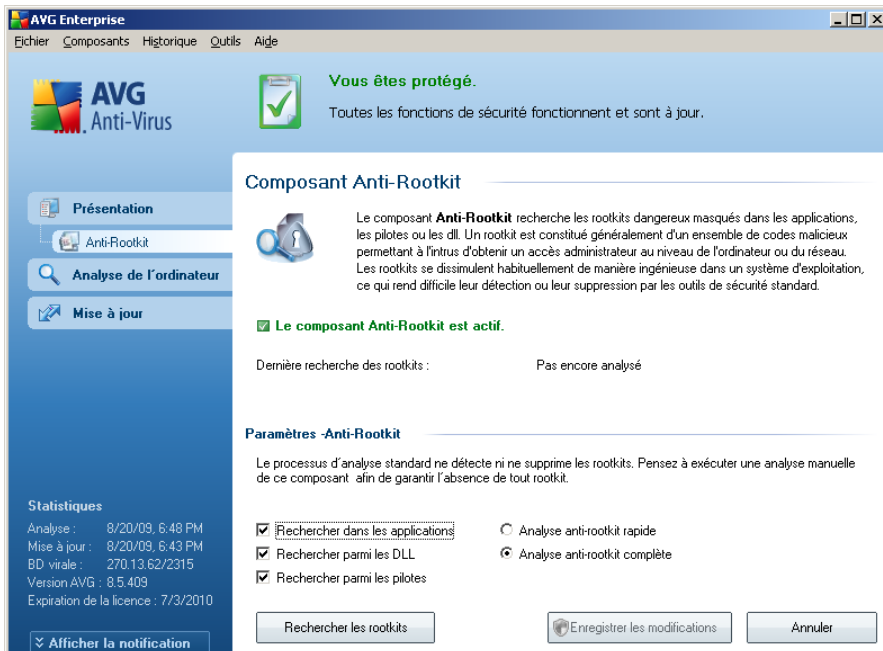 AVG Enterprise
Fichier Composants Historique Outils Aide
AVG
Anti-Virus
Vous êtes protégé.
Toutes les fonctions de sécurité fonctionnent et sont à jour.
Présentation
Anti-Rootkit
Analyse de l'ordinateur
Mise à jour
Composant Anti-Rootkit
Le composant Anti-Rootkit recherche les rootkits dangereux masqués dans les applications,
les pilotes ou les dll. Un rootkit est constitué généralement d'un ensemble de codes malicieux
permettant à l'intrus d'obtenir un accès administrateur au niveau de l'ordinateur ou du réseau.
Les rootkits se dissimulent habituellement de manière ingénieuse dans un système d'exploitation,
ce qui rend difficile leur détection ou leur suppression par les outils de sécurité standard.
Le composant Anti-Rootkit est actif.
Dernière recherche des rootkits : Pas encore analysé
Paramètres -Anti-Rootkit
Le processus d'analyse standard ne détecte ni ne supprime les rootkits. Pensez à exécuter une analyse manuelle
de ce composant afin de garantir l'absence de tout rootkit.
Rechercher dans les applications Analyse anti-rootkit rapide
Rechercher parmi les DLL Analyse anti-rootkit complète
Rechercher parmi les pilotes
Rechercher les rootkits Enregistrer les modifications Annuler
Statistiques
Analyse : 8/20/09, 6:48 PM
Mise à jour : 8/20/09, 6:43 PM
BD virale : 270.13.62/2315
Version AVG : 8.5.409
Expiration de la licence : 7/3/2010
Afficher la notification